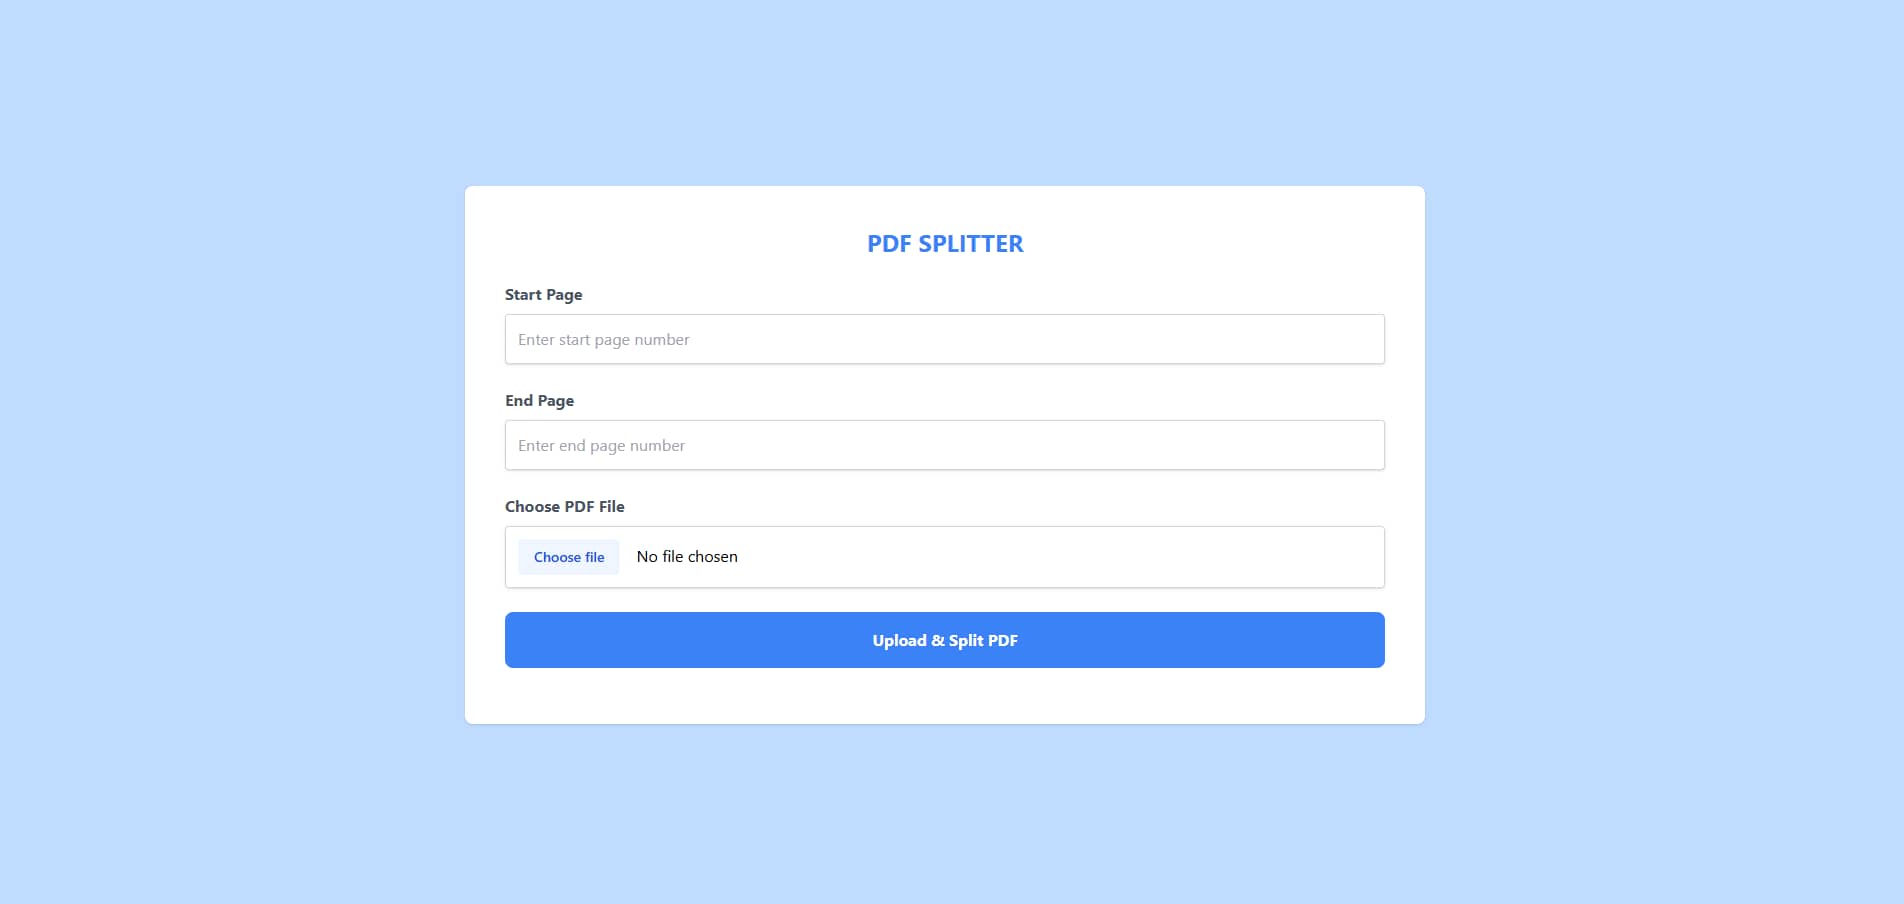 PDF SPLITTER
Start Page
Enter start page number
End Page
Enter end page number
Choose PDF File
Choose file No file chosen
Upload & Split PDF